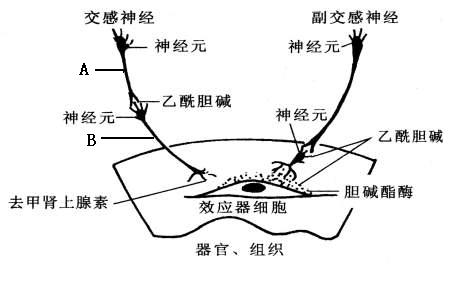 交感神经
副交感神经
神经元
神经元
A
乙酰胆碱
神经元
神经元
B
乙酰胆碱
去甲肾上腺素
胆碱酯酶
效应器细胞
器官、组织